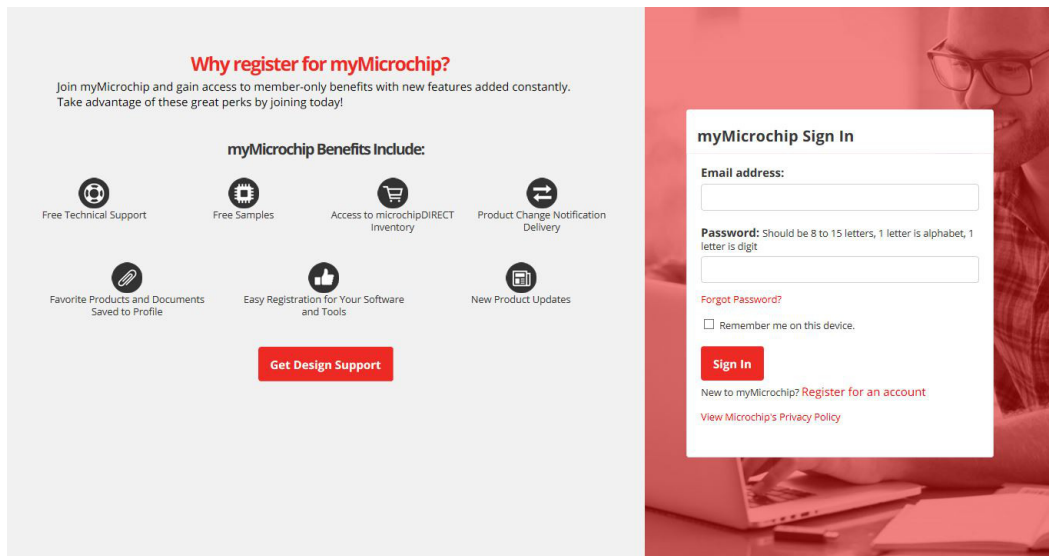 Why register for myMicrochip?
Join myMicrochip and gain access to member-only benefits with new features added constantly.
Take advantage of these great perks by joining today!
myMicrochip Benefits Include:
Free Technical Support
Free Samples
Access to microchipDIRECT
Inventory
Product Change Notification
Delivery
Favorite Products and Documents
Saved to Profile
Easy Registration for Your Software
and Tools
New Product Updates
Get Design Support
myMicrochip Sign In
Email address:
Password: Should be 8 to 15 letters, 1 letter is alphabet, 1
letter is digit
Forgot Password?
Remember me on this device.
Sign In
New to myMicrochip? Register for an account
View Microchip's Privacy Policy